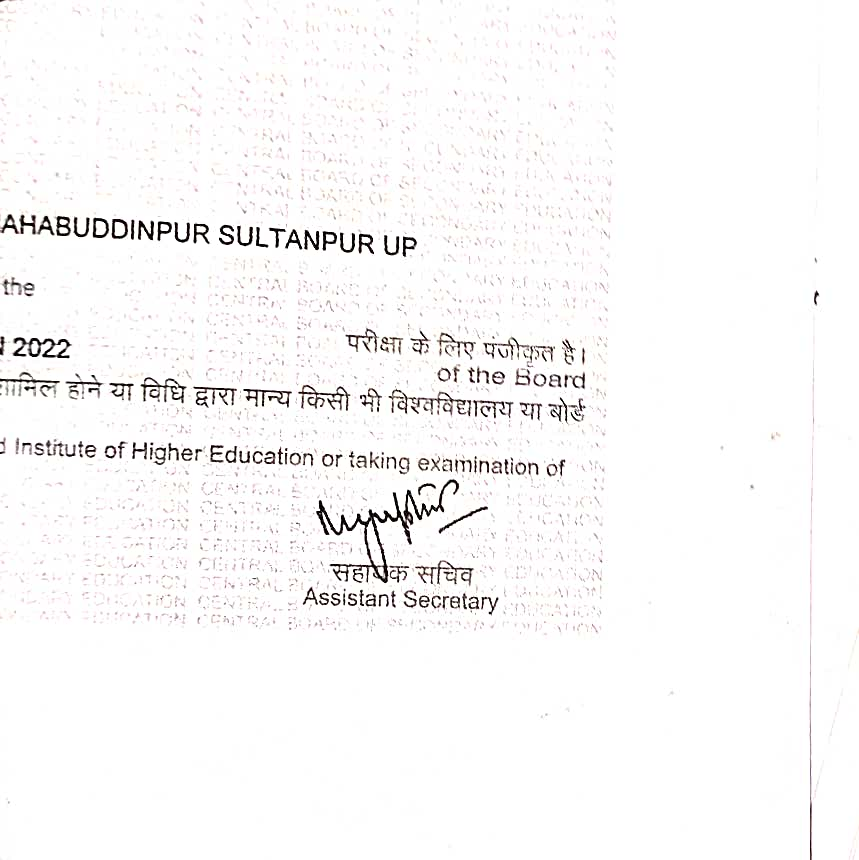 AHABUDDINPUR SULTANPUR UP
the
2022 परीक्षा के लिए पंजीकृत है।
of the Board
शामिल होने या विधि द्वारा मान्य किसी भी विश्वविद्यालय या बोर्ड
d Institute of Higher Education or taking examination of
सहायक सचिव
Assistant Secretary